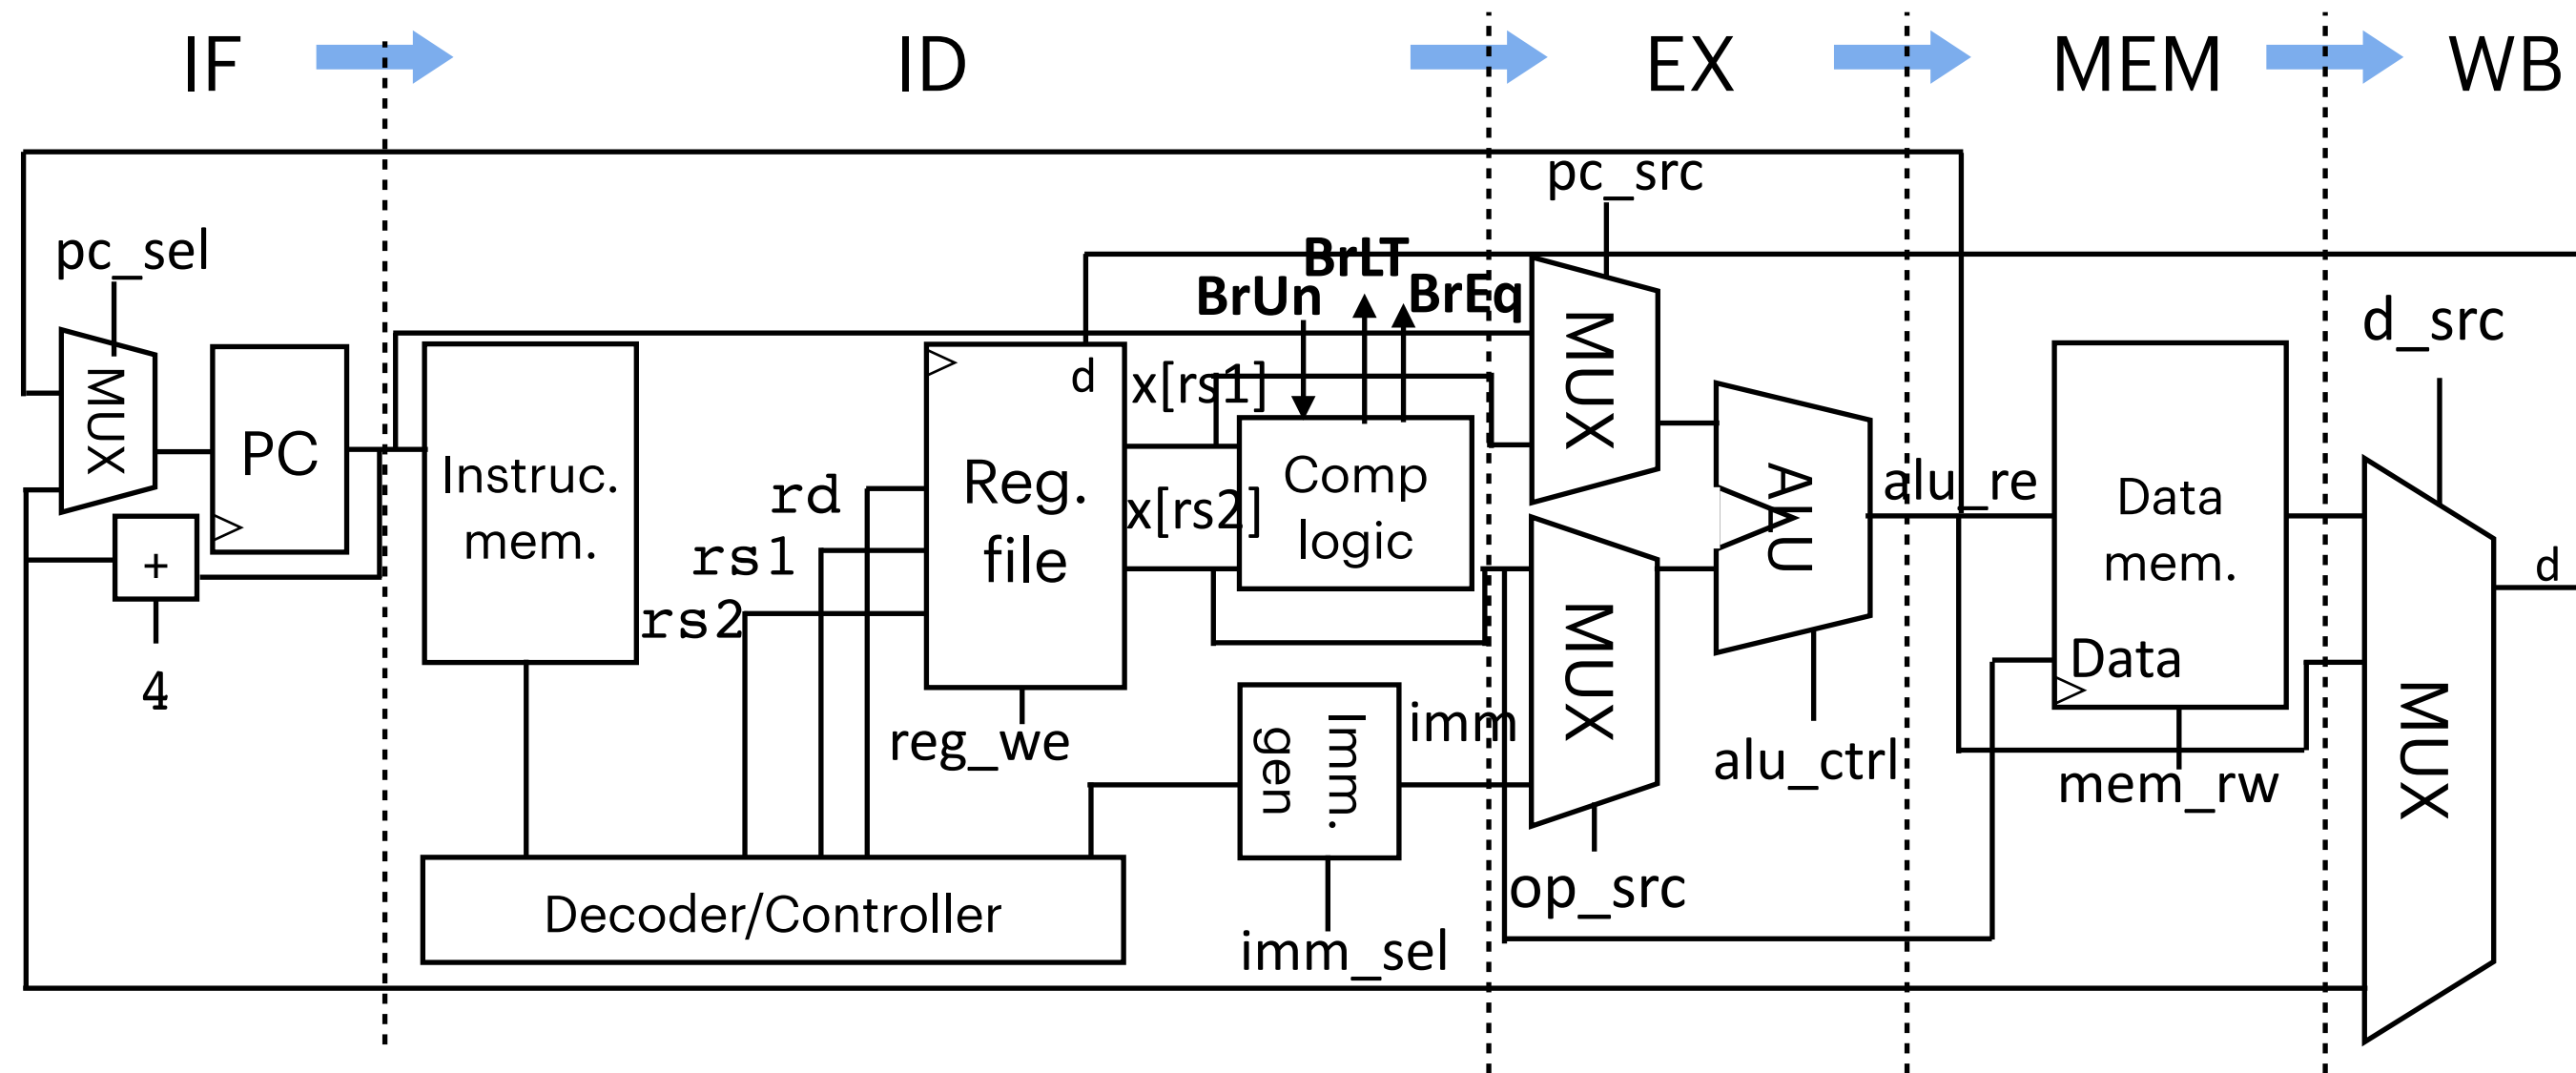 IF
ID
EX
MEM
WB
pc_src
pc_sel
BrLT
BrUn
BrEq
d_src
MUX
PC
Instruc.
mem.
d
x[rs1]
x[rs2]
Reg.
file
Comp
logic
MUX
ALU
alu_re
Data
mem.
Data
d
rd
rs1
rs2
+
4
reg_we
Imm.
gen
imm
MUX
alu_ctrl
mem_rw
MUX
op_src
Decoder/Controller
imm_sel